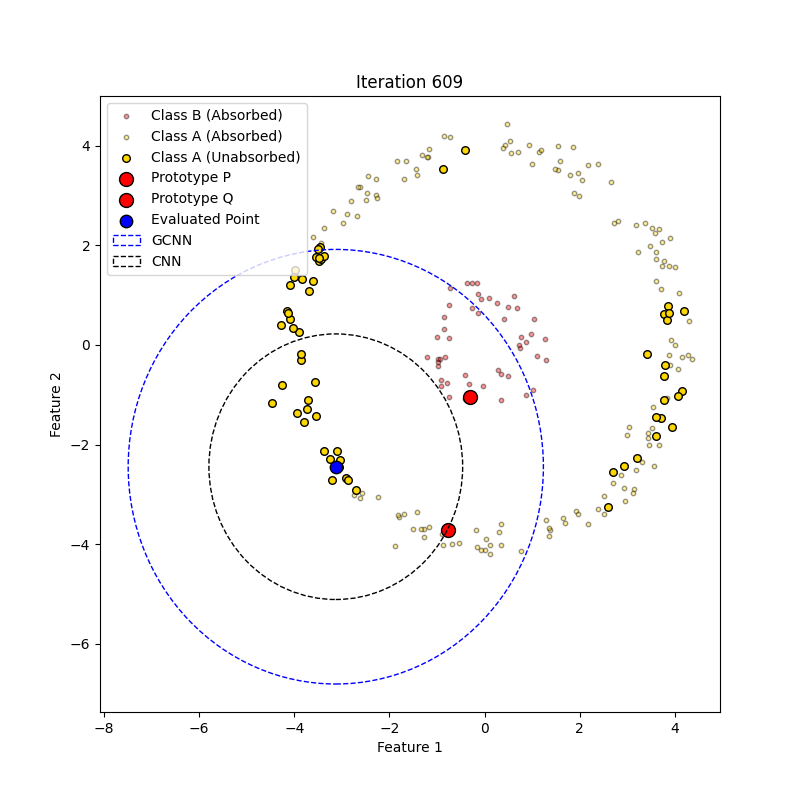 Iteration 609
Class B (Absorbed)
Class A (Absorbed)
Class A (Unabsorbed)
Prototype P
Prototype Q
Evaluated Point
GCNN
CNN
4
2
0
−2
−4
−6
Feature 2
−8 −6 −4 −2 0 2 4
Feature 1